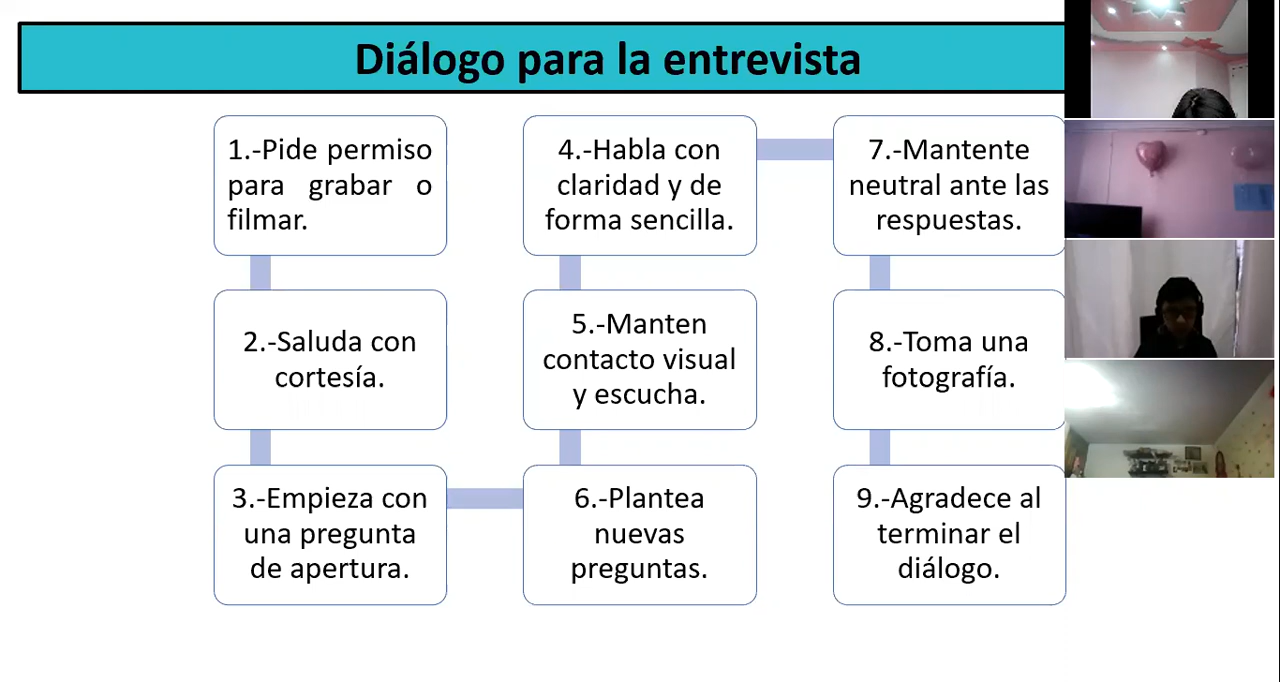 Diálogo para la entrevista
1.-Pide permiso
para grabar o
filmar.
2.-Saluda con
cortesía.
3.-Empieza con
una pregunta
de apertura.
4.-Habla con
claridad y de
forma sencilla.
5.-Manten
contacto visual
y escucha.
6.-Plantea
nuevas
preguntas.
7.-Mantente
neutral ante las
respuestas.
8.-Toma una
fotografía.
9.-Agradece al
terminar el
diálogo.